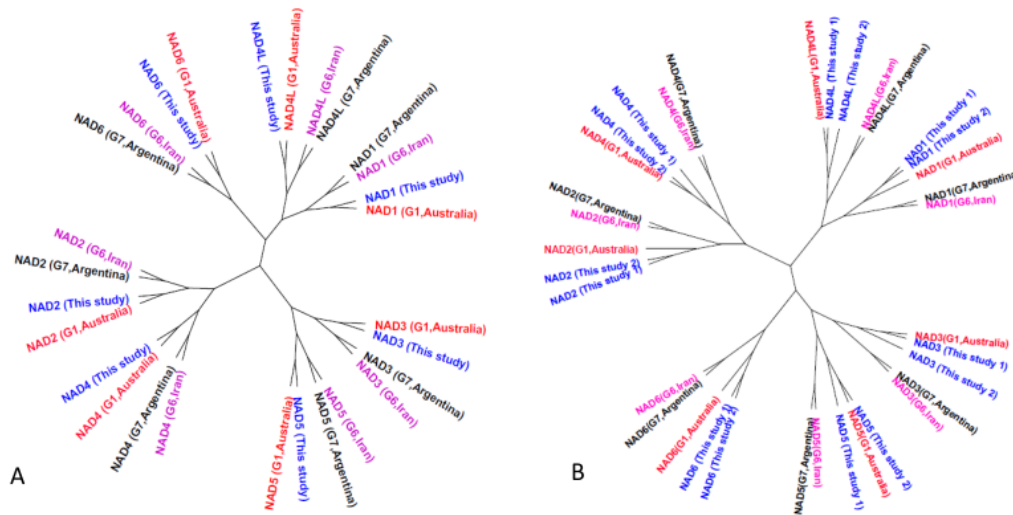 NAD6 (G1,Australia)
NAD6 (This study)
NAD6 (G6,Iran)
NAD6 (G7,Argentina)
NAD4L (This study)
NAD4L (G1,Australia)
NAD4L (G6,Iran)
NAD4L (G7,Argentina)
NAD1 (G7,Argentina)
NAD1 (G6,Iran)
NAD1 (This study)
NAD1 (G1,Australia)
NAD2 (G6,Iran)
NAD2 (G7,Argentina)
NAD2 (This study)
NAD2 (G1,Australia)
NAD4 (This study)
NAD4 (G1,Australia)
NAD4 (G7,Argentina)
NAD4 (G6,Iran)
NAD3 (G1,Australia)
NAD3 (This study)
NAD3 (G7,Argentina)
NAD3 (G6,Iran)
NAD5 (G6,Iran)
NAD5 (G7,Argentina)
NAD5 (This study)
NAD5 (G1,Australia)
A
NAD4L(G1,Australia)
NAD4L (This study 1)
NAD4L (This study 2)
NAD4L(G6,Iran)
NAD4L(G7,Argentina)
NAD1 (This study 1)
NAD1 (This study 2)
NAD1(G1,Australia)
NAD1(G7,Argentina)
NAD1(G6,Iran)
NAD4(G7,Argentina)
NAD4(G6,Iran)
NAD4 (This study 1)
NAD4 (This study 2)
NAD4(G1,Australia)
NAD2(G7,Argentina)
NAD2(G6,Iran)
NAD2(G1,Australia)
NAD2 (This study 2)
NAD2 (This study 1)
NAD3(G1,Australia)
NAD3 (This study 1)
NAD3 (This study 2)
NAD3(G7,Argentina)
NAD3(G6,Iran)
NAD5 (This study 2)
NAD5(G1,Australia)
NAD5 (This study 1)
NAD5(G6,Iran)
NAD5(G7,Argentina)
NAD6(G6,Iran)
NAD6(G7,Argentina)
NAD6(G1,Australia)
NAD6 (This study 1)
NAD6 (This study 2)
B